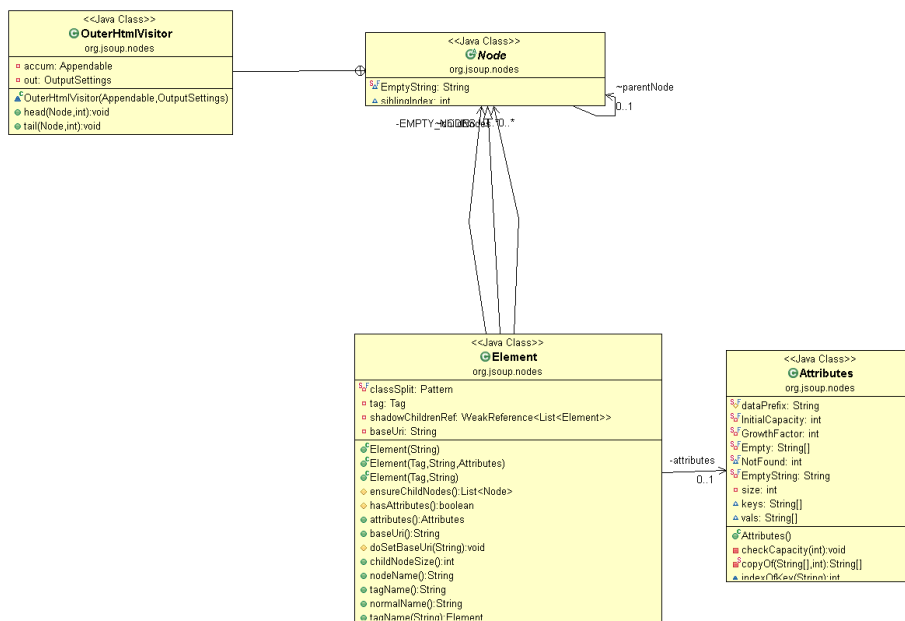 <<Java Class>>
OuterHtmlVisitor
org.jsoup.nodes
accum: Appendable
out: OutputSettings
OuterHtmlVisitor(Appendable,OutputSettings)
head(Node,int):void
tail(Node,int):void
<<Java Class>>
Node
org.jsoup.nodes
EmptyString: String
siblingIndex: int
~parentNode
0..1
-EMPTY_NODES
0..*
<<Java Class>>
Element
org.jsoup.nodes
classSplit: Pattern
tag: Tag
shadowChildrenRef: WeakReference<List<Element>>
baseUri: String
Element(String)
Element(Tag,String,Attributes)
Element(Tag,String)
ensureChildNodes():List<Node>
hasAttributes():boolean
attributes():Attributes
baseUri():String
doSetBaseUri(String):void
childNodeSize():int
nodeName():String
tagName():String
normalName():String
tagName(String):Element
-attributes
0..1
<<Java Class>>
Attributes
org.jsoup.nodes
dataPrefix: String
InitialCapacity: int
GrowthFactor: int
Empty: String[]
NotFound: int
EmptyString: String
size: int
keys: String[]
vals: String[]
Attributes()
checkCapacity(int):void
copyOf(String[],int):String[]
indexOfKey(String):int